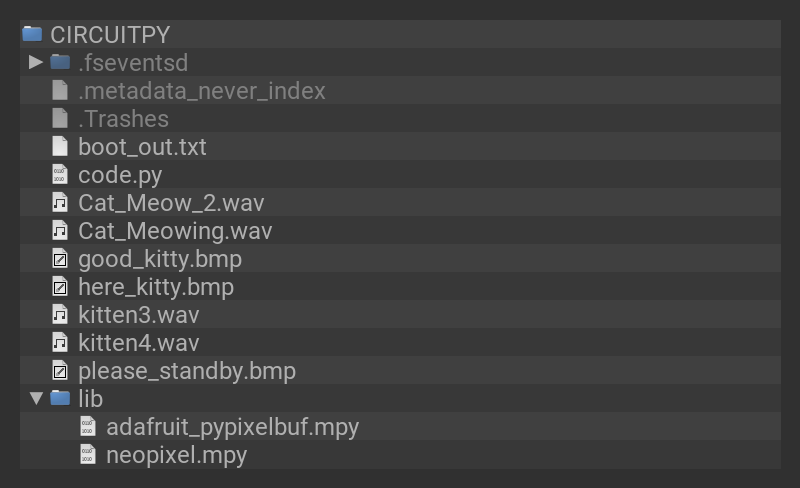 CIRCUITPY
.fseventsd
.metadata_never_index
.Trashes
boot_out.txt
code.py
Cat_Meow_2.wav
Cat_Meowing.wav
good_kitty.bmp
here_kitty.bmp
kitten3.wav
kitten4.wav
please_standby.bmp
lib
adafruit_pypixelbuf.mpy
neopixel.mpy